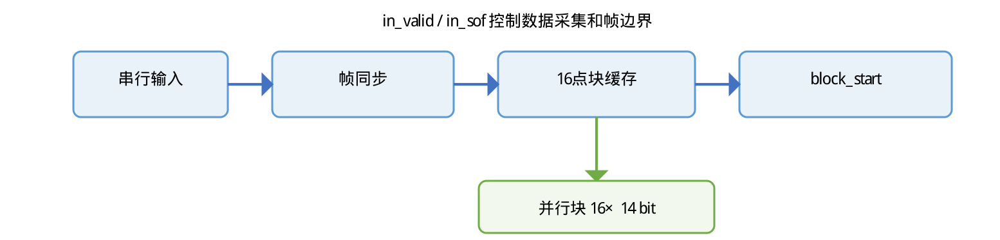 in_valid / in_sof 控制数据采集和帧边界
串行输入
帧同步
16点块缓存
block_start
并行块 16× 14 bit